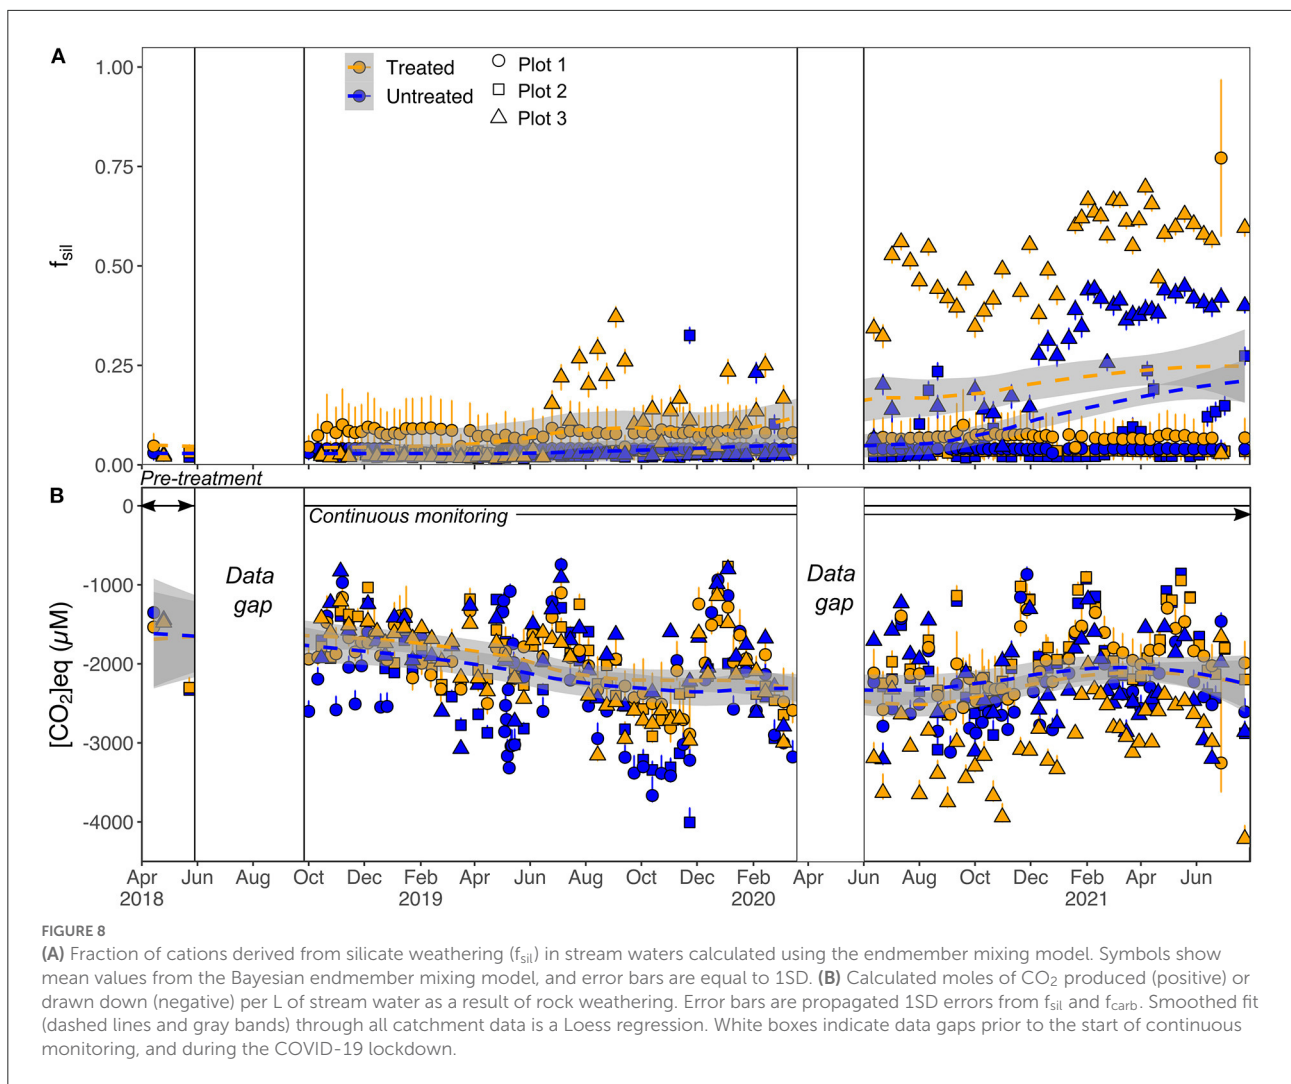 A
1.00
0.75
0.50
0.25
0.00
f_sil
Treated
Untreated
Plot 1
Plot 2
Plot 3
Pre-treatment
B
0
-1000
-2000
-3000
-4000
[CO₂]eq (µM)
Continuous monitoring
Data
gap
Data
gap
Apr Jun Aug Oct Dec Feb Apr Jun Aug Oct Dec Feb Apr Jun Aug Oct Dec Feb Apr Jun
2018 2019 2020 2021
FIGURE 8
(A) Fraction of cations derived from silicate weathering (f_sil) in stream waters calculated using the endmember mixing model. Symbols show
mean values from the Bayesian endmember mixing model, and error bars are equal to 1SD. (B) Calculated moles of CO₂ produced (positive) or
drawn down (negative) per L of stream water as a result of rock weathering. Error bars are propagated 1SD errors from f_sil and f_carb. Smoothed fit
(dashed lines and gray bands) through all catchment data is a Loess regression. White boxes indicate data gaps prior to the start of continuous
monitoring, and during the COVID-19 lockdown.